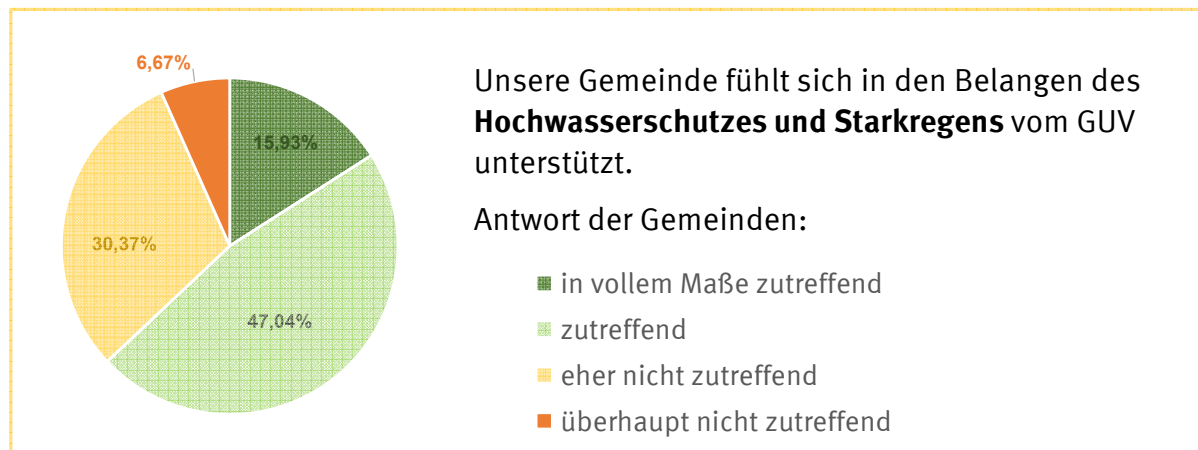 6,67%
15,93%
30,37%
47,04%
Unsere Gemeinde fühlt sich in den Belangen des
Hochwasserschutzes und Starkregens vom GUV
unterstützt.
Antwort der Gemeinden:
in vollem Maße zutreffend
zutreffend
eher nicht zutreffend
überhaupt nicht zutreffend